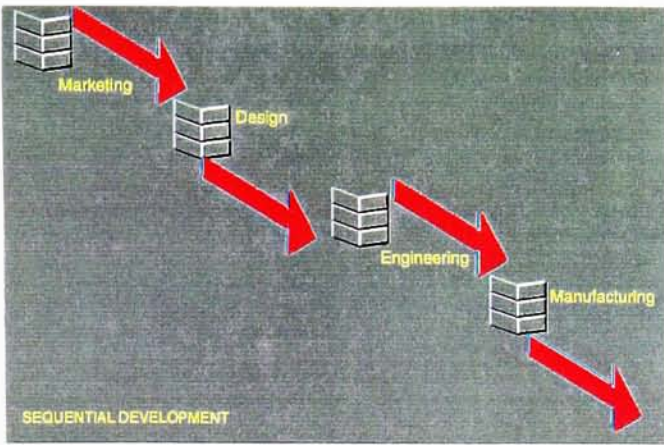 Marketing
Design
Engineering
Manufacturing
SEQUENTIAL DEVELOPMENT